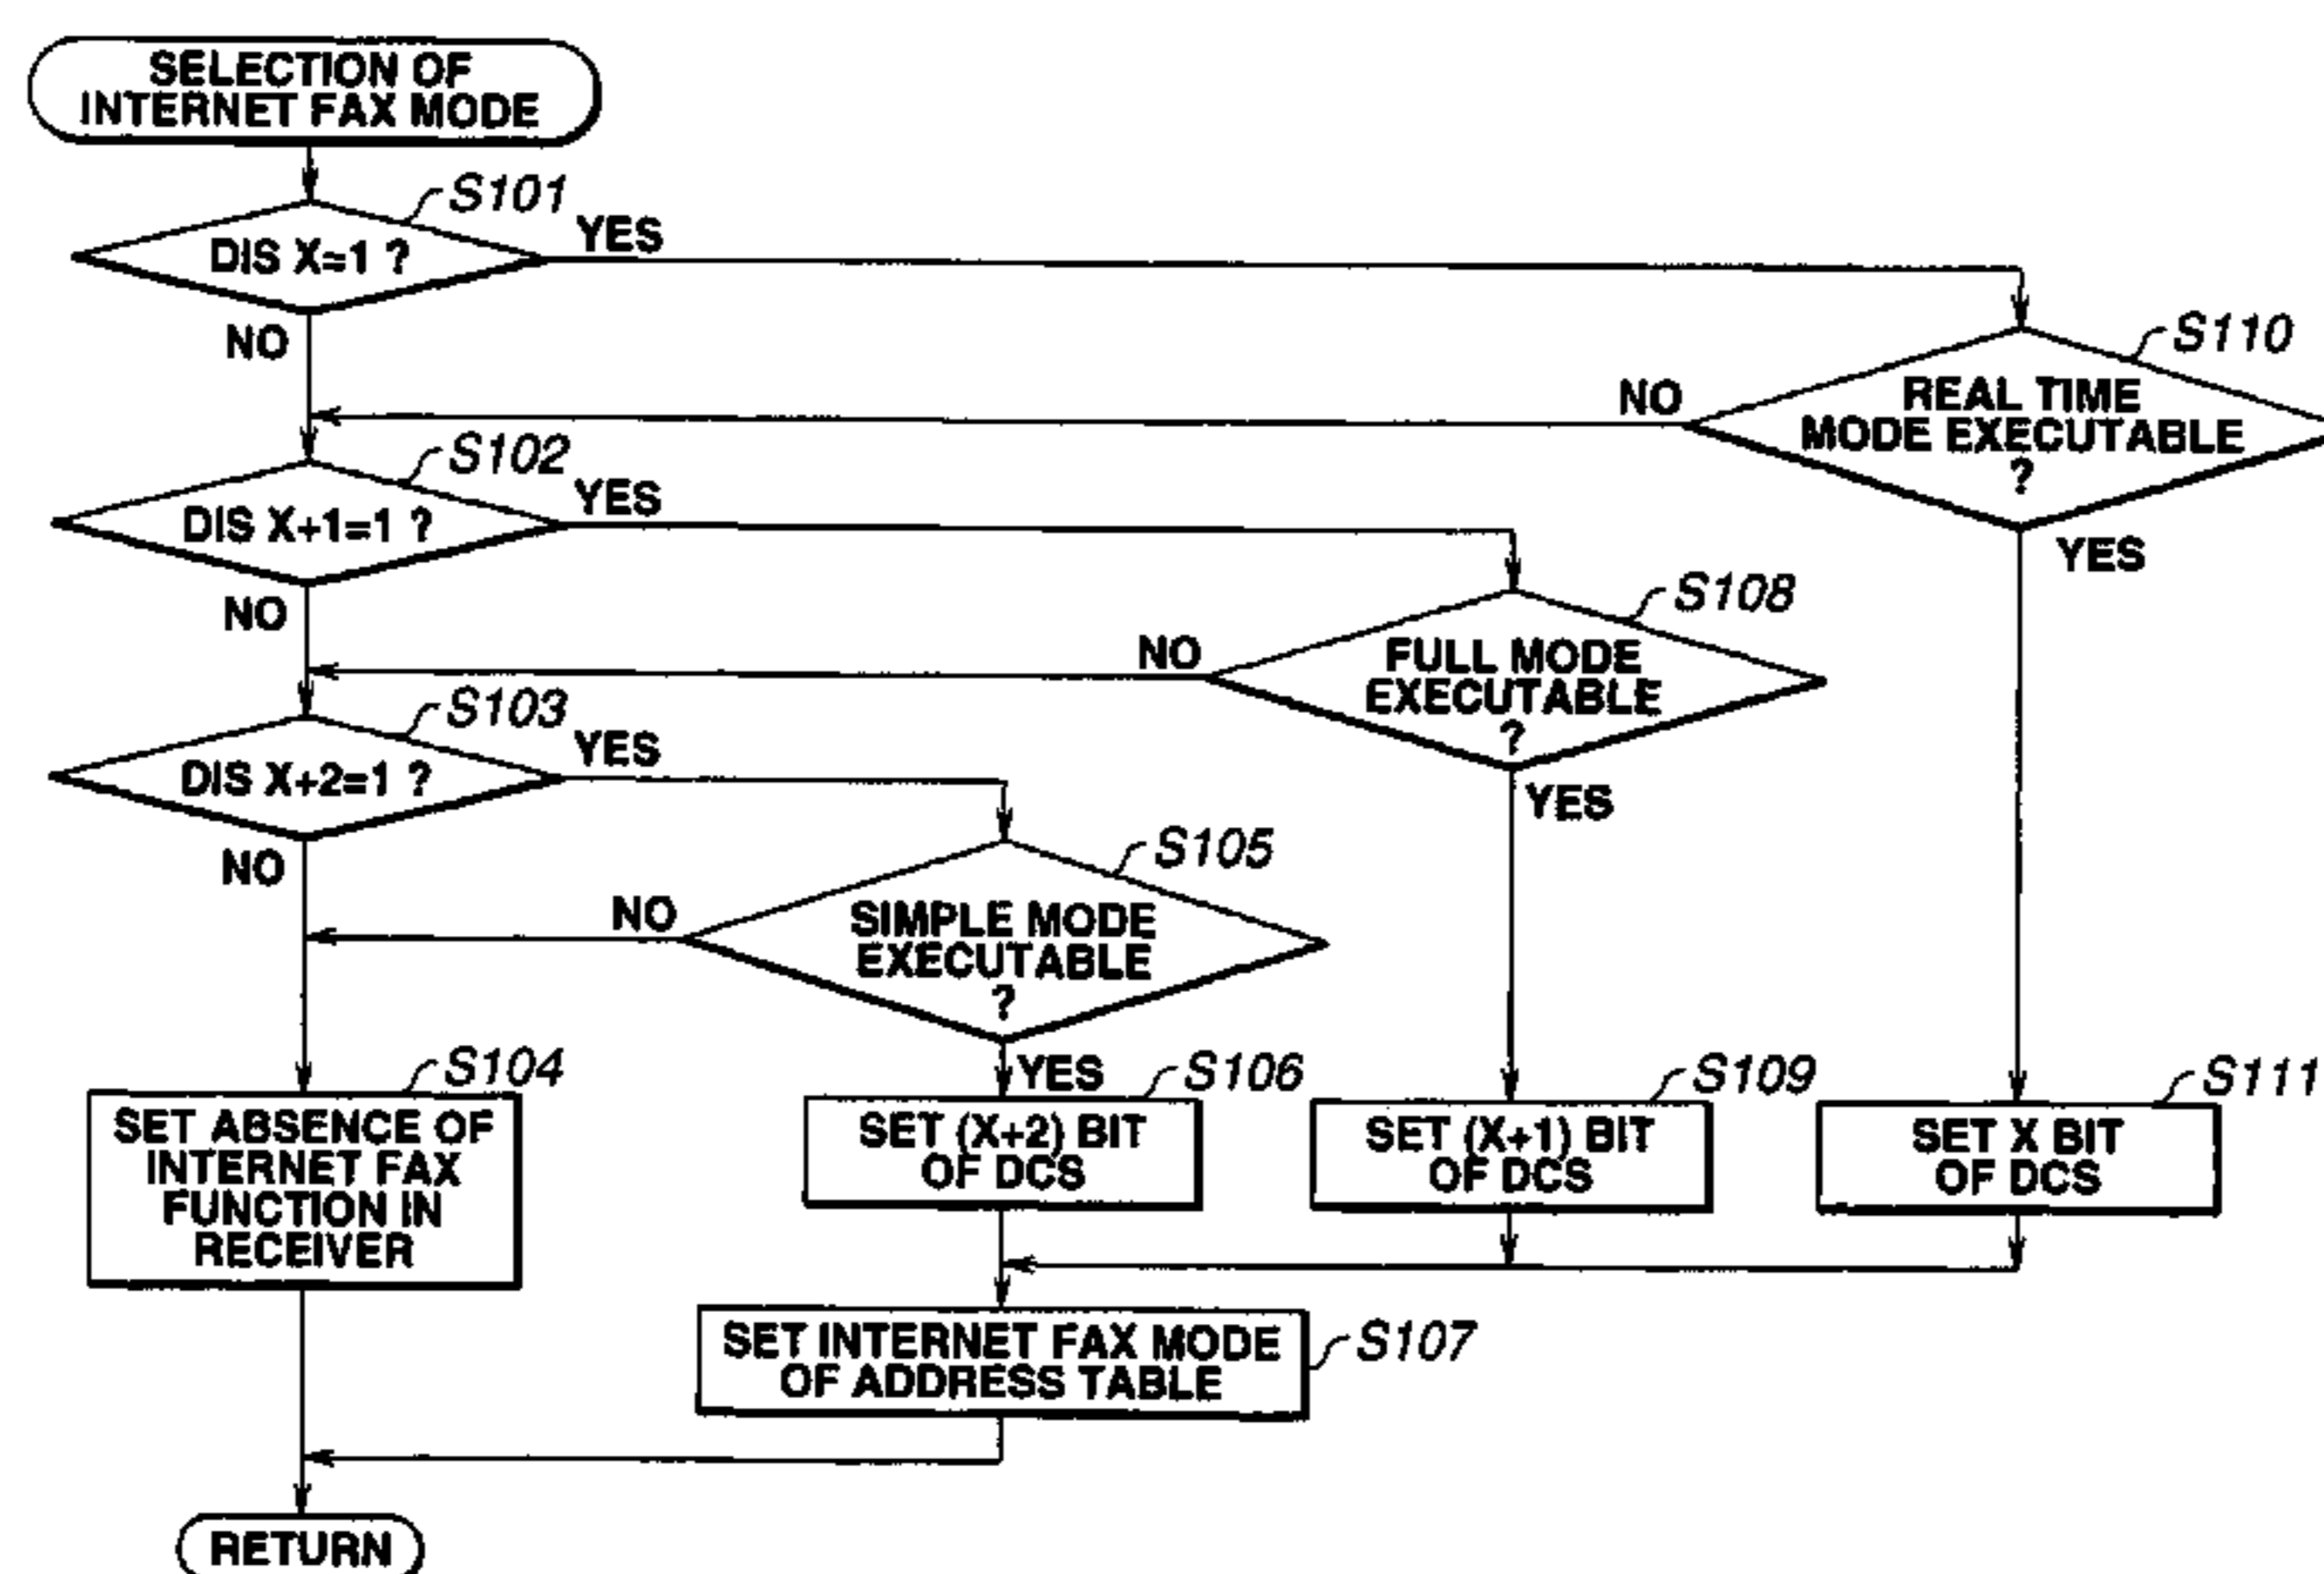 SELECTION OF
INTERNET FAX MODE
S101
DIS X=1 ?
YES
NO
S110
REAL TIME
MODE EXECUTABLE
?
NO
YES
S102
DIS X+1=1 ?
YES
NO
S108
FULL MODE
EXECUTABLE
?
NO
YES
S103
DIS X+2=1 ?
YES
NO
S105
SIMPLE MODE
EXECUTABLE
?
NO
YES
S104
SET ABSENCE OF
INTERNET FAX
FUNCTION IN
RECEIVER
S106
SET (X+2) BIT
OF DCS
S109
SET (X+1) BIT
OF DCS
S111
SET X BIT
OF DCS
SET INTERNET FAX MODE
OF ADDRESS TABLE
S107
RETURN